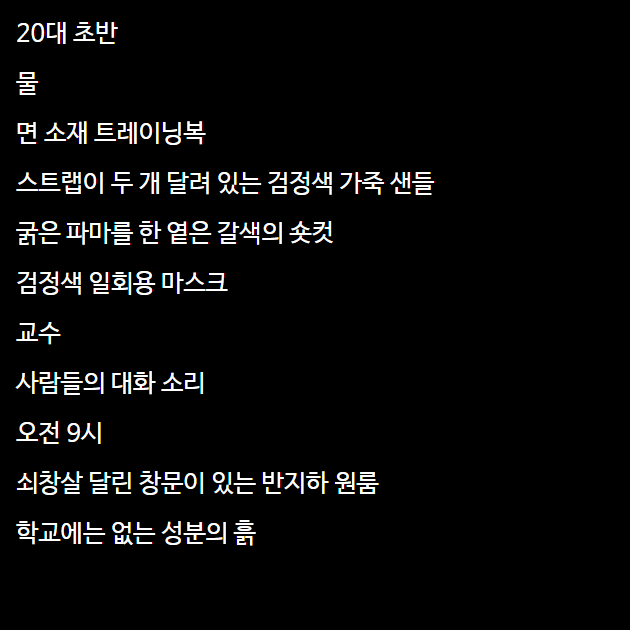 20대 초반
물
면 소재 트레이닝복
스트랩이 두 개 달려 있는 검정색 가죽 샌들
굵은 파마를 한 옅은 갈색의 숏컷
검정색 일회용 마스크
교수
사람들의 대화 소리
오전 9시
쇠창살 달린 창문이 있는 반지하 원룸
학교에는 없는 성분의 흙